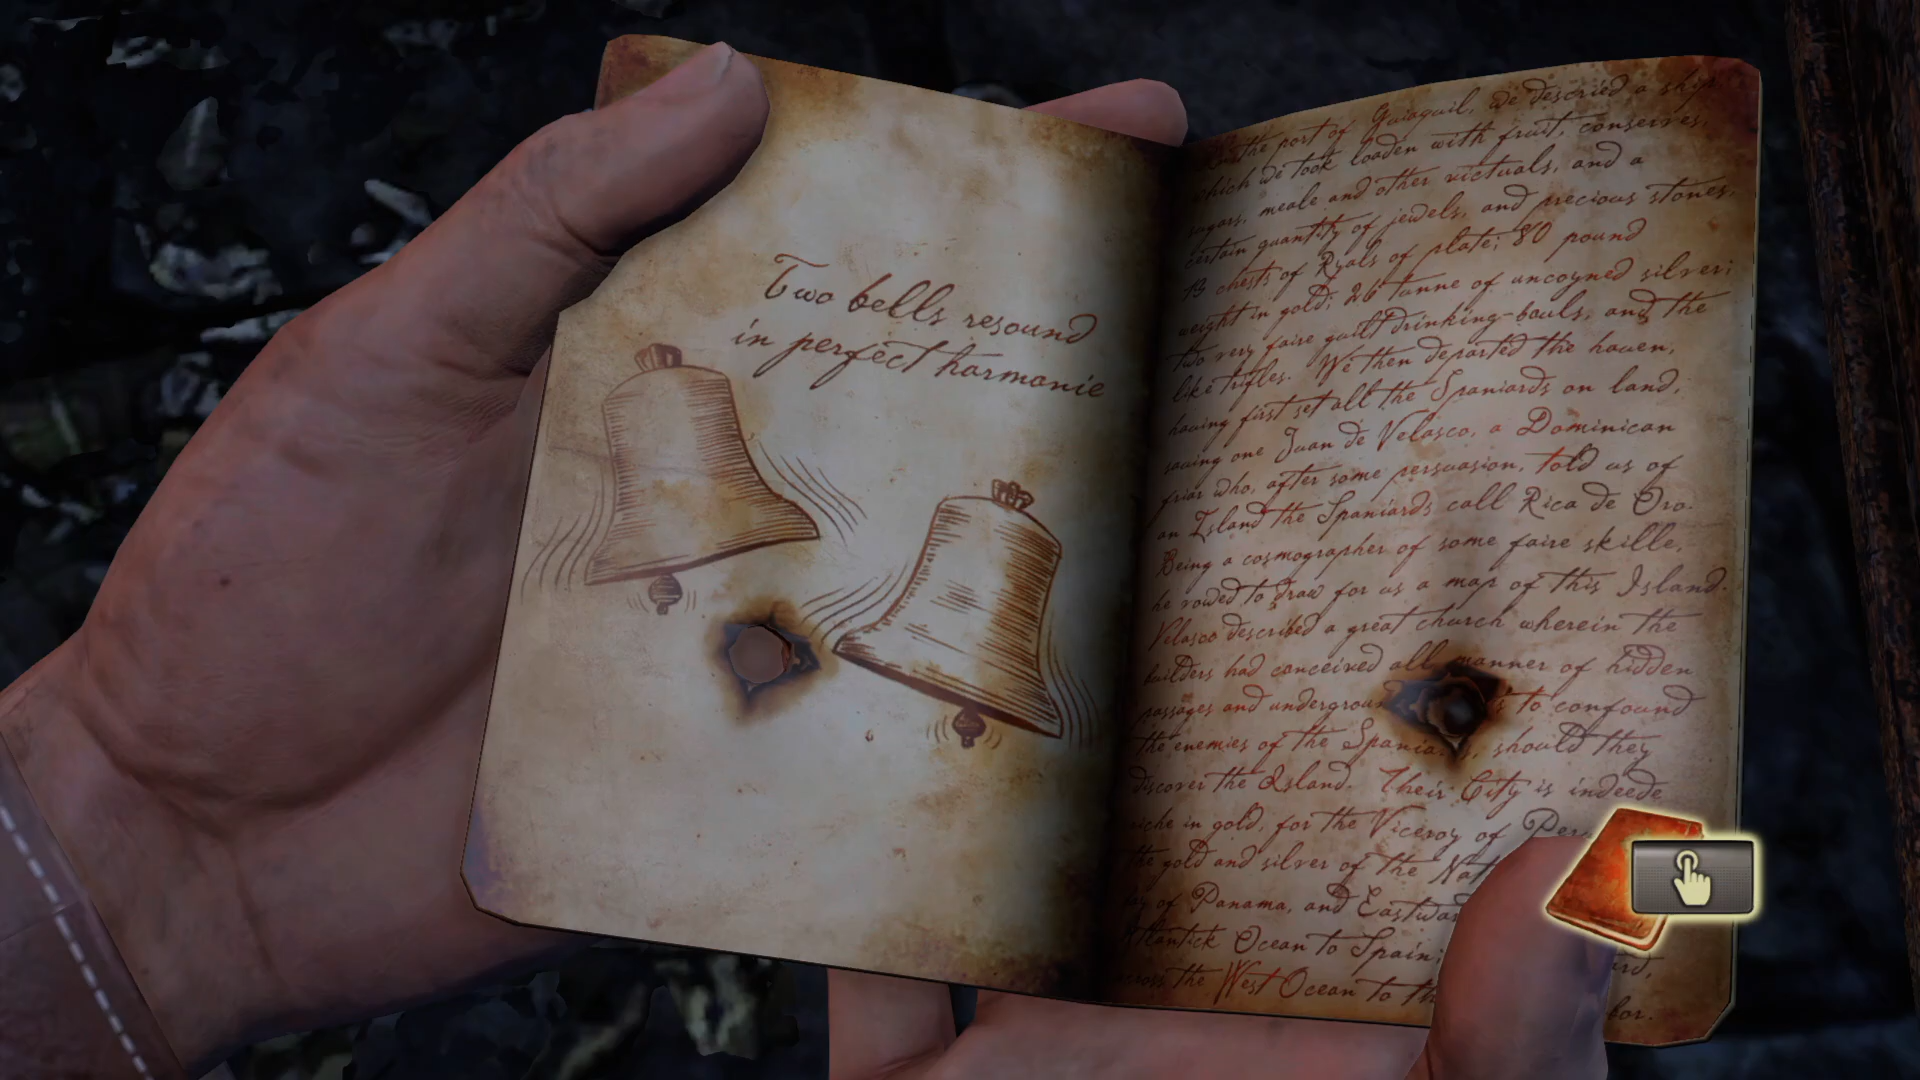 Two bells resound
in perfect harmonie
the port of Guiaquil, we descried a ship
which we took loaden with fruit, conserves,
sugars, meale and other victuals, and a
certain quantity of jewels, and precious stones,
13 chests of Ryals of plate; 80 pound
weight in gold; 26 tunne of uncoyned silver;
two very faire guilt drinking-bouls, and the
like trifles. We then departed the haven,
having first set all the Spaniards on land,
saving one Juan de Velasco, a Dominican
friar who, after some persuasion, told us of
an Island the Spaniards call Rica de Oro.
Being a cosmographer of some faire skille,
he vowed to draw for us a map of this Island.
Velasco described a great church wherein the
builders had conceived all manner of hidden
passages and undergroun to confound
the enemies of the Spania , should they
discover the Island. Their City is indeede
riche in gold, for the Viceroy of Per
the gold and silver of the Nat
of Panama, and Eastwar
Atlantick Ocean to Spain;
across the West Ocean to th